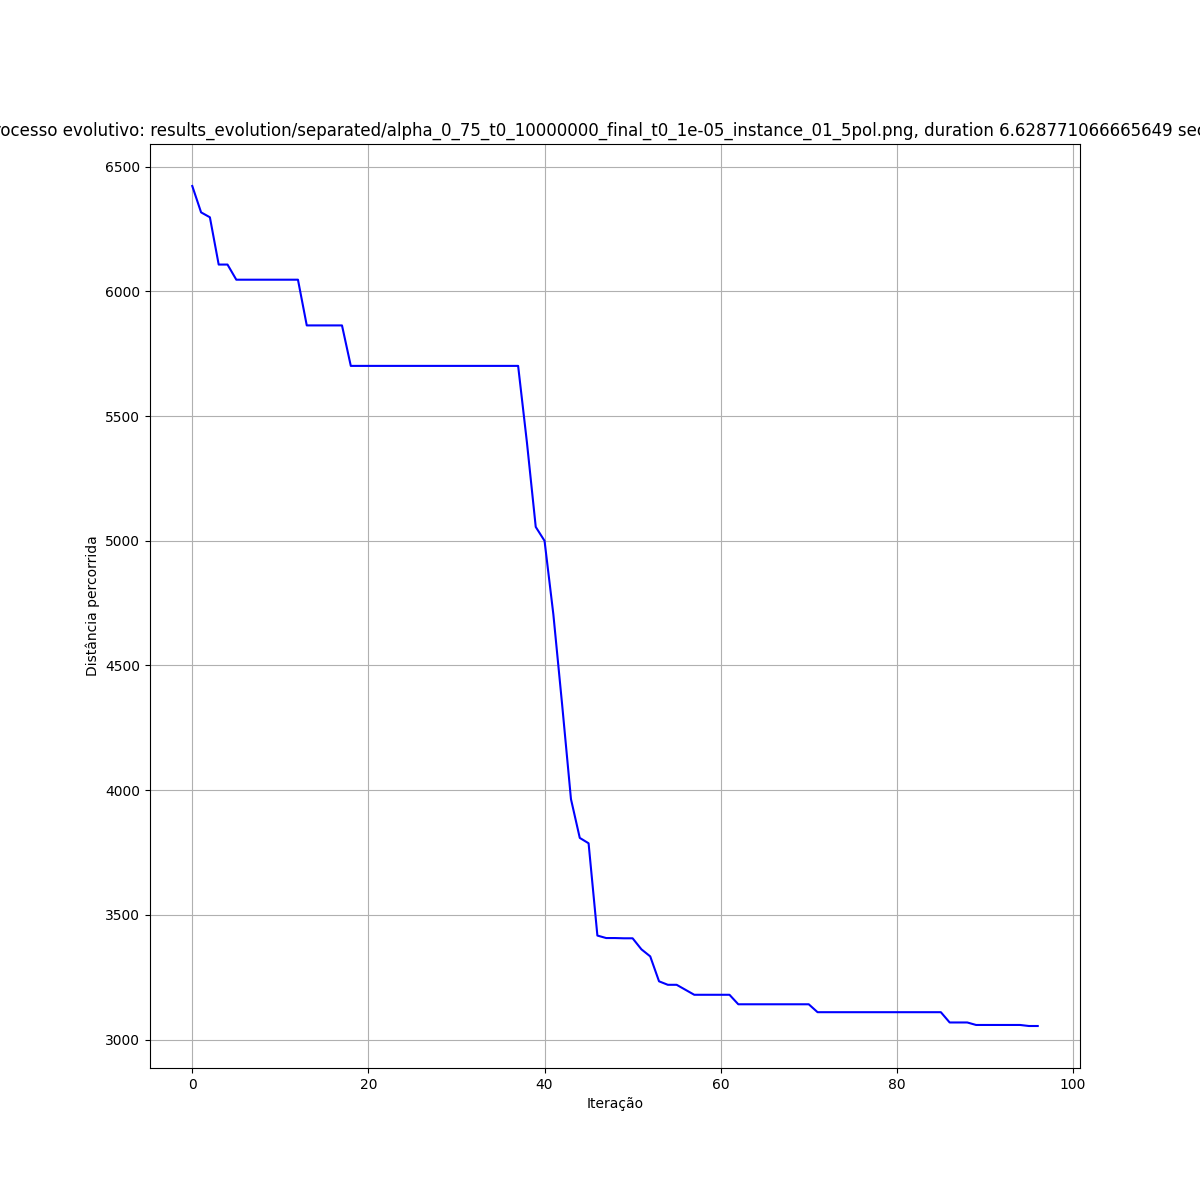 ocesso evolutivo: results_evolution/separated/alpha_0_75_t0_10000000_final_t0_1e-05_instance_01_5pol.png, duration 6.628771066665649 sec
6500
6000
5500
5000
4500
4000
3500
3000
Distância percorrida
0 20 40 60 80 100
Iteração